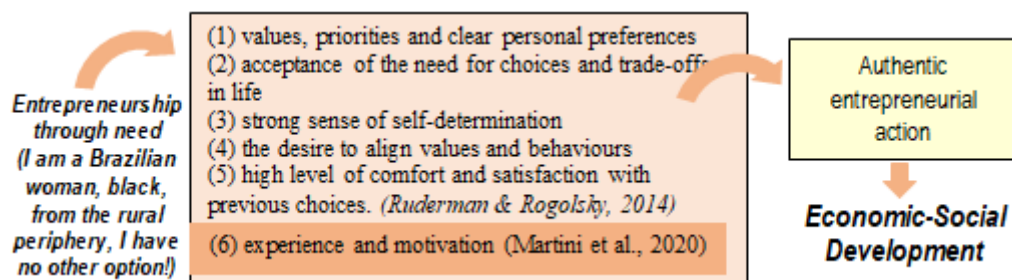 Entrepreneurship
through need
(I am a Brazilian
woman, black,
from the rural
periphery, I have
no other option!)
(1) values, priorities and clear personal preferences
(2) acceptance of the need for choices and trade-offs
in life
(3) strong sense of self-determination
(4) the desire to align values and behaviours
(5) high level of comfort and satisfaction with
previous choices. (Ruderman & Rogolsky, 2014)
(6) experience and motivation (Martini et al., 2020)
Authentic
entrepreneurial
action
Economic-Social
Development